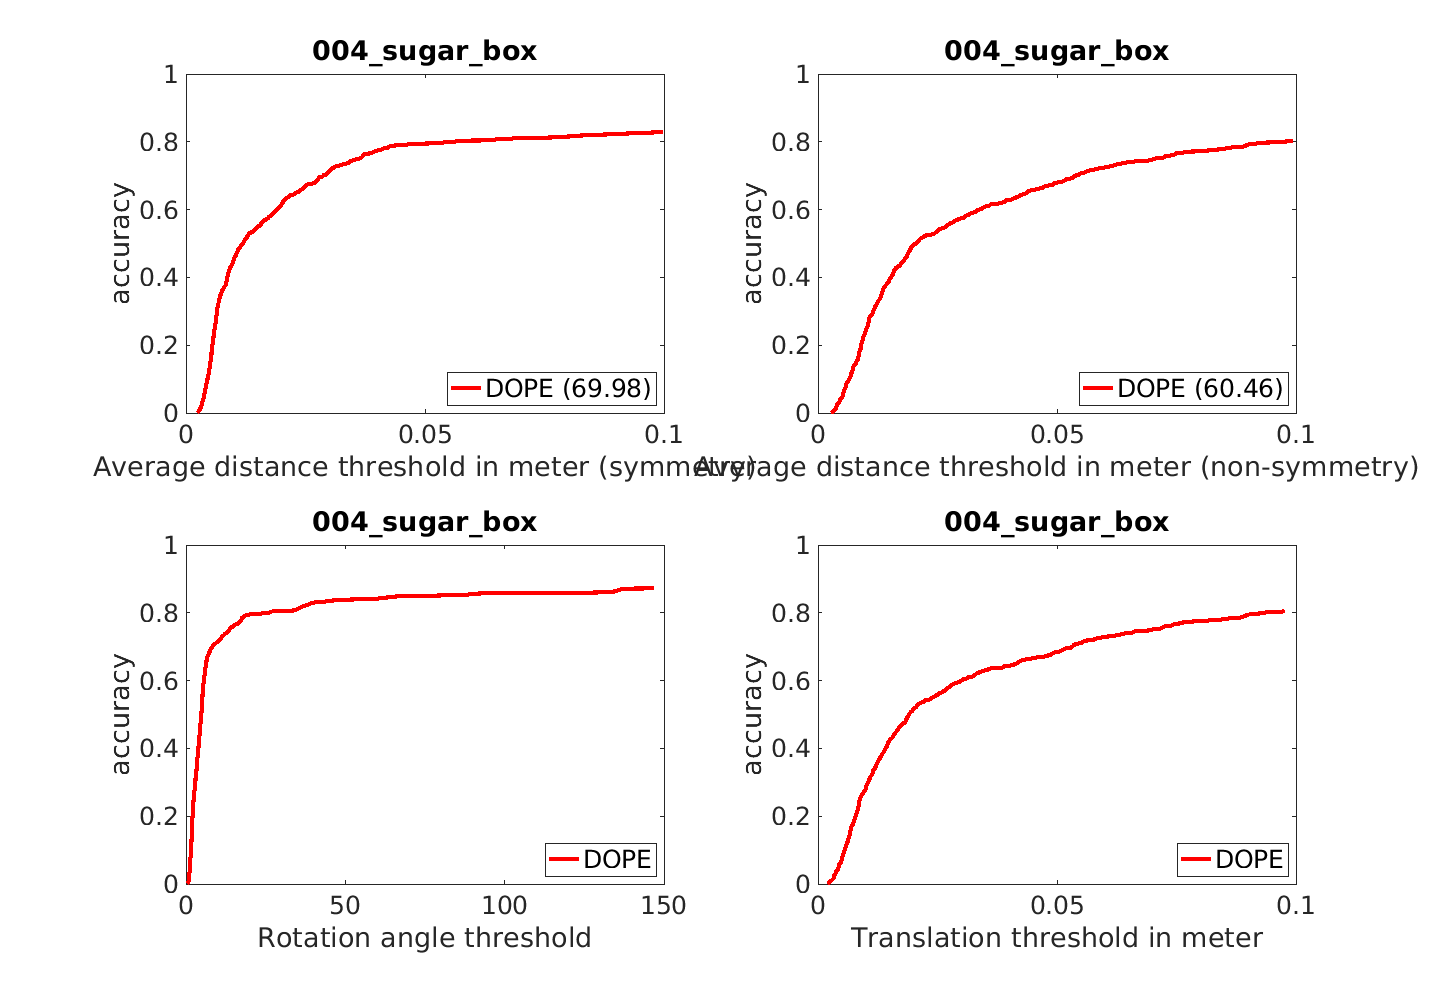 004_sugar_box
1
0.8
0.6
0.4
0.2
0
accuracy
DOPE (69.98)
0
0.05
0.1
Average distance threshold in meter (symmetry)
004_sugar_box
1
0.8
0.6
0.4
0.2
0
accuracy
DOPE (60.46)
0
0.05
0.1
Average distance threshold in meter (non-symmetry)
004_sugar_box
1
0.8
0.6
0.4
0.2
0
accuracy
DOPE
0
50
100
150
Rotation angle threshold
004_sugar_box
1
0.8
0.6
0.4
0.2
0
accuracy
DOPE
0
0.05
0.1
Translation threshold in meter